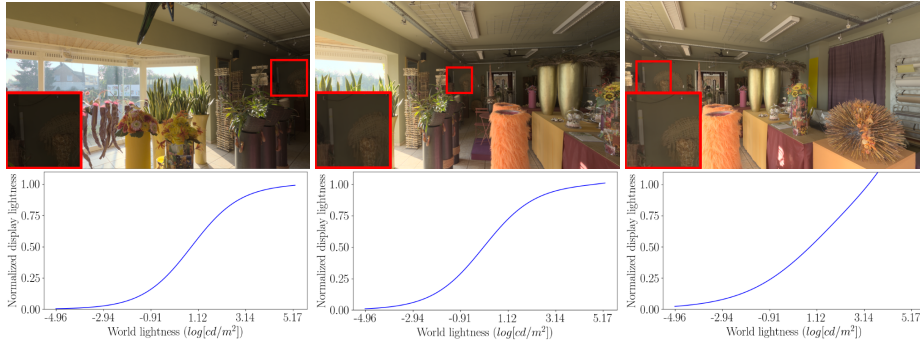 1.00
0.75
0.50
0.25
0.00
Normalized display lightness
-4.96 -2.94 -0.91 1.12 3.14 5.17
World lightness (log[cd/m²])
1.00
0.75
0.50
0.25
0.00
Normalized display lightness
-4.96 -2.94 -0.91 1.12 3.14 5.17
World lightness (log[cd/m²])
1.00
0.75
0.50
0.25
0.00
Normalized display lightness
-4.96 -2.94 -0.91 1.12 3.14 5.17
World lightness (log[cd/m²])